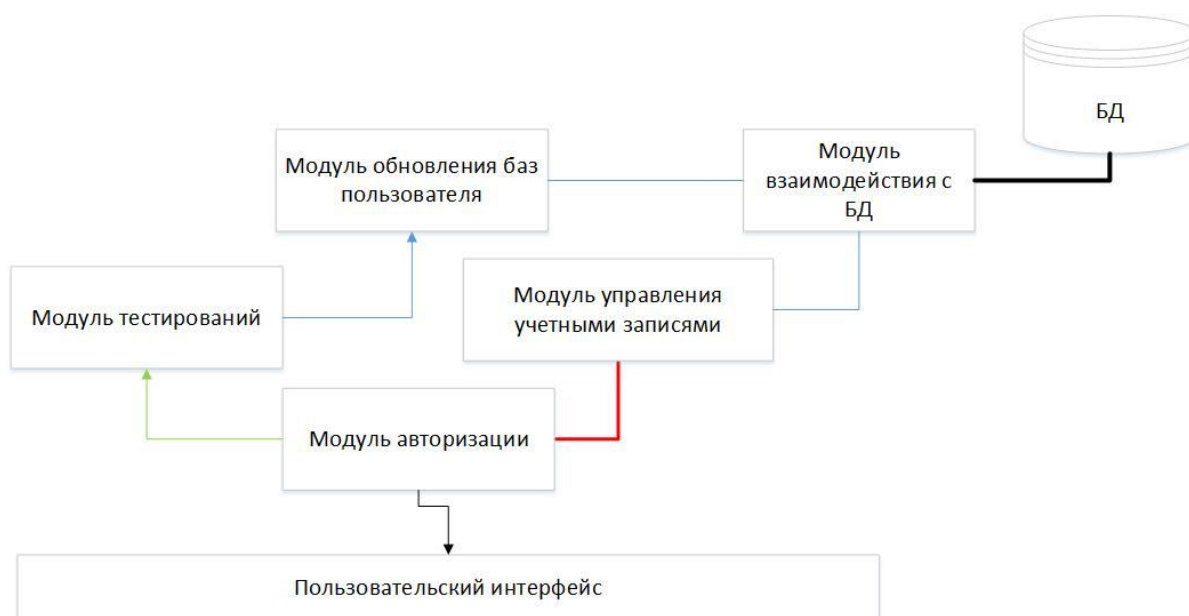 БД
Модуль обновления баз
пользователя
Модуль
взаимодействия с
БД
Модуль тестирований
Модуль управления
учетными записями
Модуль авторизации
Пользовательский интерфейс